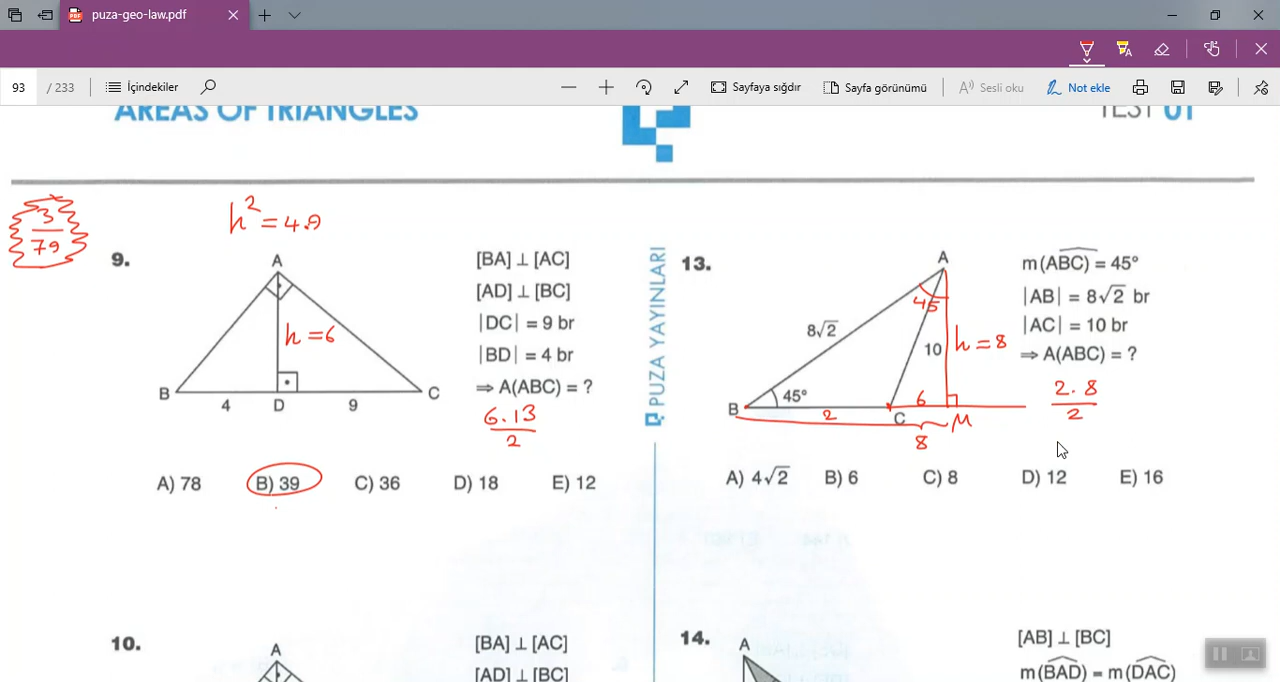 puza-geo-law.pdf
93 / 233
İçindekiler
Sayfaya sığdır
Sayfa görünümü
Sesli oku
Not ekle
AREAS OF TRIANGLES
TEST 01
3/79
h² = 4.9
9.
A
h = 6
B
4
D
9
C
[BA] ⊥ [AC]
[AD] ⊥ [BC]
|DC| = 9 br
|BD| = 4 br
⇒ A(ABC) = ?
6.13/2
A) 78 B) 39 C) 36 D) 18 E) 12
PUZA YAYINLARI
13.
A
45
8√2
10
h = 8
B
45°
2
C
6
M
8
m(ABC) = 45°
|AB| = 8√2 br
|AC| = 10 br
⇒ A(ABC) = ?
2.8/2
A) 4√2 B) 6 C) 8 D) 12 E) 16
10.
A
[BA] ⊥ [AC]
[AD] ⊥ [BC]
14.
A
[AB] ⊥ [BC]
m(BAD) = m(DAC)